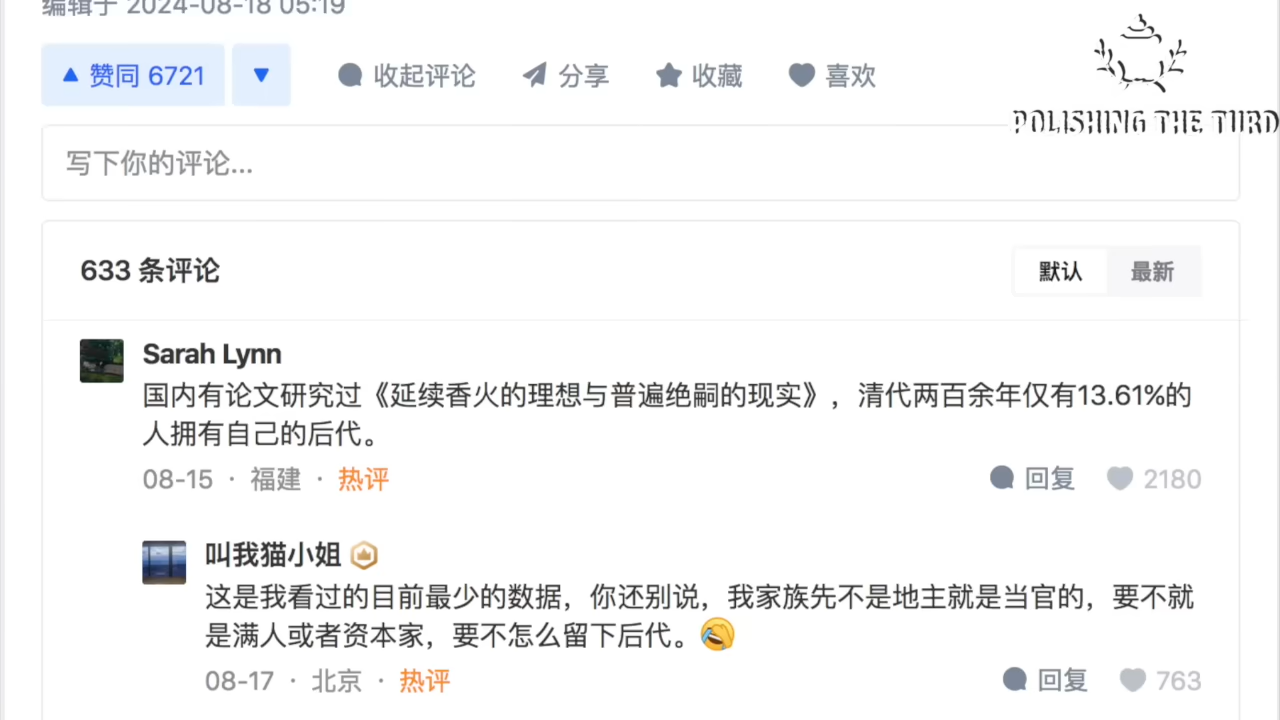 编辑于 2024-08-18 05:19
POLISHING THE TURD
赞同 6721
收起评论
分享
收藏
喜欢
写下你的评论...
633 条评论
默认
最新
Sarah Lynn
国内有论文研究过《延续香火的理想与普遍绝嗣的现实》，清代两百余年仅有13.61%的
人拥有自己的后代。
08-15 · 福建 · 热评
回复
2180
叫我猫小姐
这是我看过的目前最少的数据，你还别说，我家族先不是地主就是当官的，要不就
是满人或者资本家，要不怎么留下后代。
08-17 · 北京 · 热评
回复
763